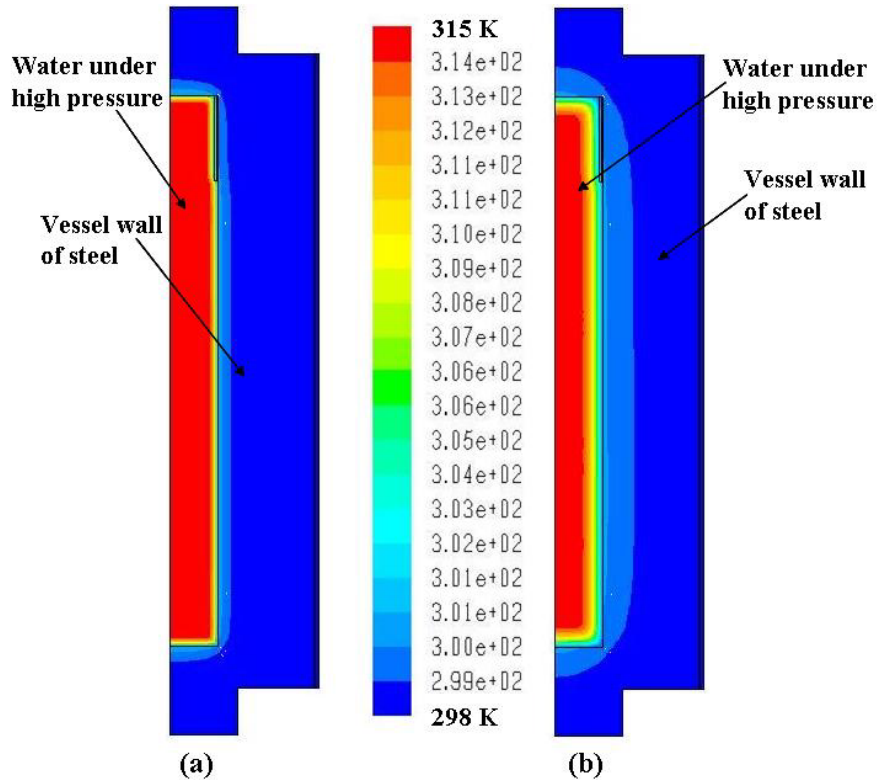 Water under
high pressure
Vessel wall
of steel
(a)
315 K
3.14e+02
3.13e+02
3.12e+02
3.11e+02
3.11e+02
3.10e+02
3.09e+02
3.08e+02
3.07e+02
3.06e+02
3.06e+02
3.05e+02
3.04e+02
3.03e+02
3.02e+02
3.01e+02
3.01e+02
3.00e+02
2.99e+02
298 K
Water under
high pressure
Vessel wall
of steel
(b)